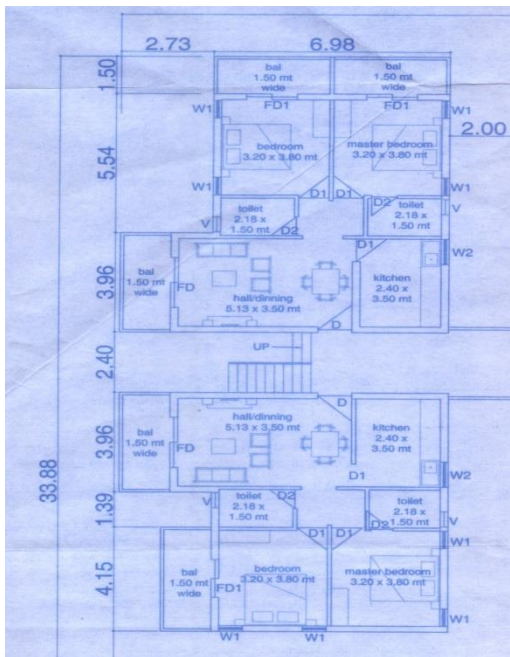 2.73
6.98
1.50
bal
1.50 mt
wide
bal
1.50 mt
wide
W1
FD1
FD1
W1
2.00
5.54
bedroom
3.20 x 3.80 mt
master bedroom
3.20 x 3.80 mt
W1
D1
D1
W1
toilet
2.18 x
1.50 mt
D2
D2
toilet
2.18 x
1.50 mt
V
V
3.96
bal
1.50 mt
wide
FD
hall/dinning
5.13 x 3.50 mt
D1
kitchen
2.40 x
3.50 mt
W2
D
2.40
UP
33.88
3.96
bal
1.50 mt
wide
FD
hall/dinning
5.13 x 3.50 mt
D
kitchen
2.40 x
3.50 mt
D1
W2
1.39
V
toilet
2.18 x
1.50 mt
D2
toilet
2.18 x
1.50 mt
D2
V
D1
D1
W1
4.15
bal
1.50 mt
wide
FD1
bedroom
3.20 x 3.80 mt
master bedroom
3.20 x 3.80 mt
W1
W1
W1